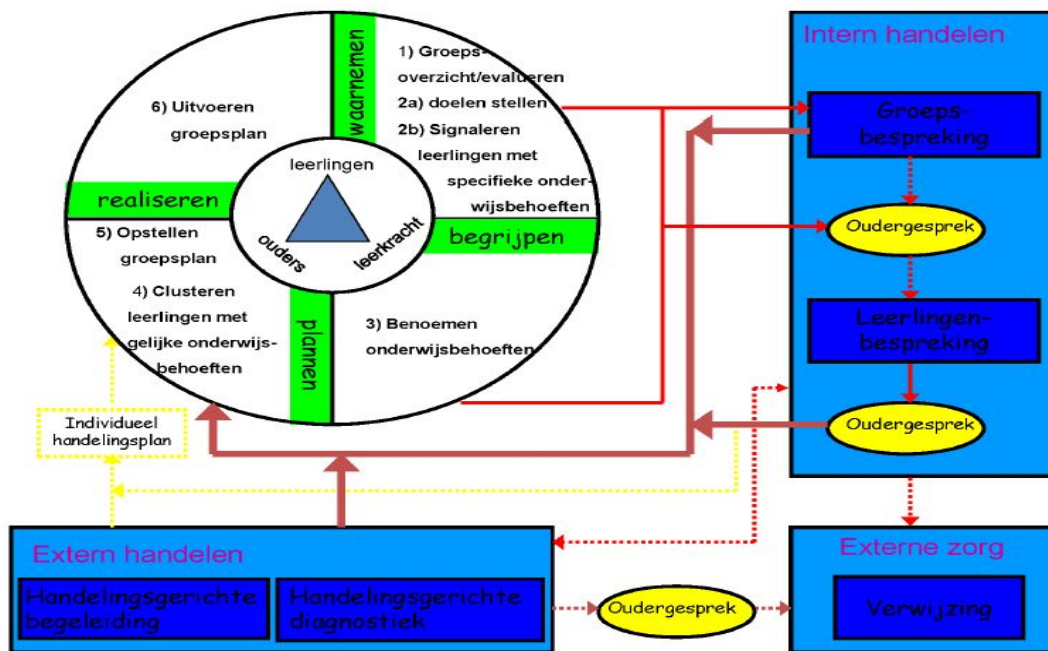 waarnemen
1) Groeps-
overzicht/evalueren
2a) doelen stellen
2b) Signaleren
leerlingen met
specifieke onder-
wijsbehoeften
begrijpen
3) Benoemen
onderwijsbehoeften
plannen
4) Clusteren
leerlingen met
gelijke onderwijs-
behoeften
5) Opstellen
groepsplan
realiseren
6) Uitvoeren
groepsplan
leerlingen
ouders
leerkracht
Individueel
handelingsplan
Intern handelen
Groeps-
bespreking
Oudergesprek
Leerlingen-
bespreking
Oudergesprek
Extern handelen
Handelingsgerichte
begeleiding
Handelingsgerichte
diagnostiek
Oudergesprek
Externe zorg
Verwijzing